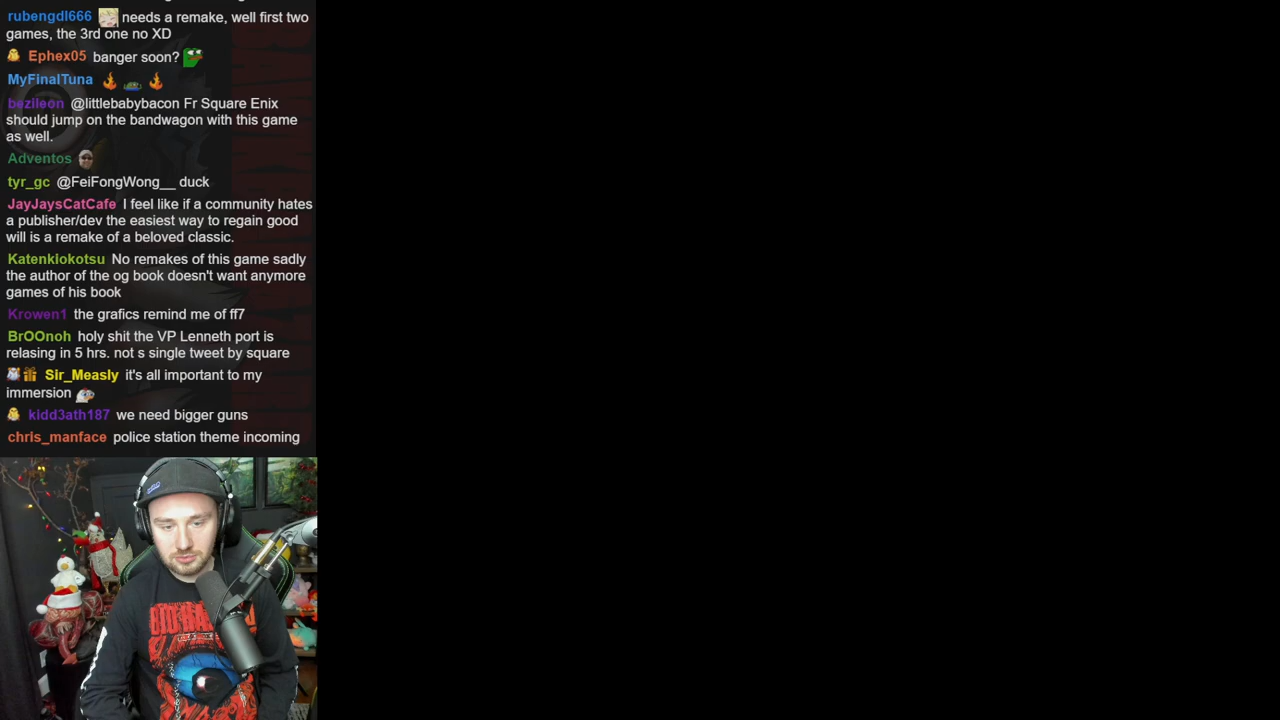 rubengdl666 needs a remake, well first two
games, the 3rd one no XD
Ephex05 banger soon?
MyFinalTuna
bezileon @littlebabybacon Fr Square Enix
should jump on the bandwagon with this game
as well.
Adventos
tyr_gc @FeiFongWong__ duck
JayJaysCatCafe I feel like if a community hates
a publisher/dev the easiest way to regain good
will is a remake of a beloved classic.
Katenkiokotsu No remakes of this game sadly
the author of the og book doesn't want anymore
games of his book
Krowen1 the grafics remind me of ff7
BrOOnoh holy shit the VP Lenneth port is
relasing in 5 hrs. not s single tweet by square
Sir_Measly it's all important to my
immersion
kidd3ath187 we need bigger guns
chris_manface police station theme incoming